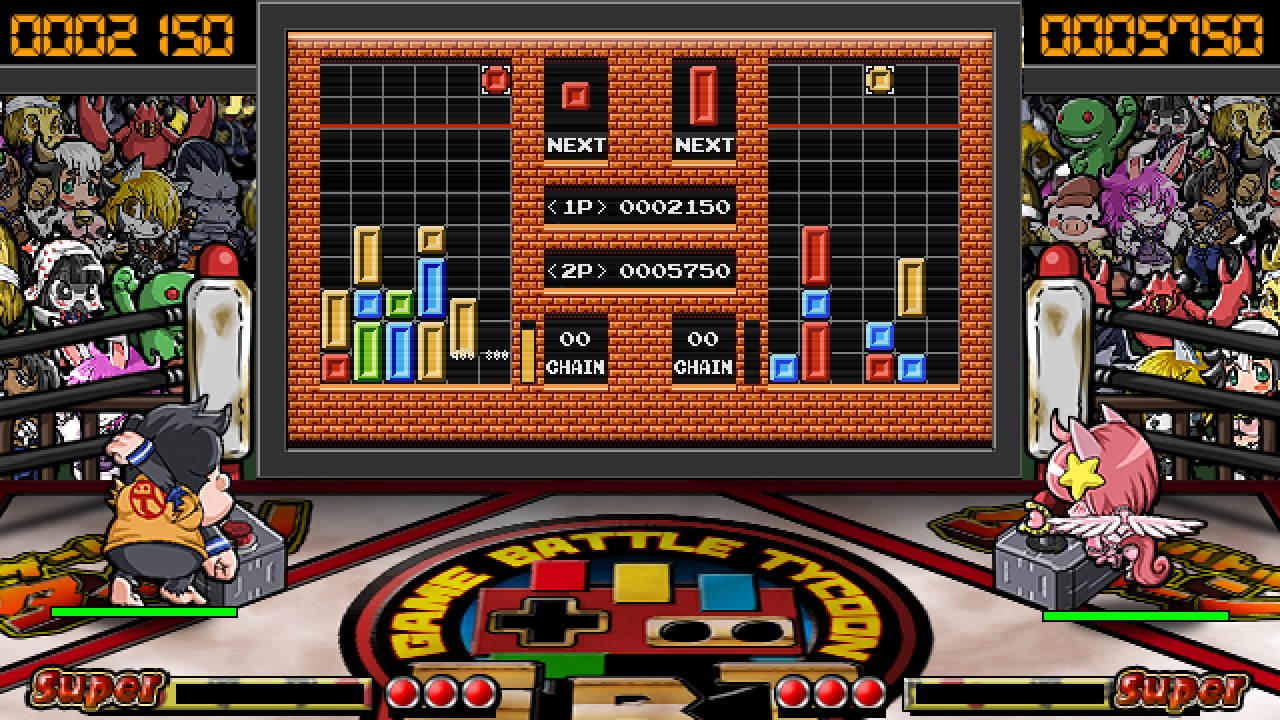 0002150
0005750
NEXT
NEXT
<1P> 0002150
<2P> 0005750
00
CHAIN
00
CHAIN
GAME BATTLE TYCOON
Super
Super